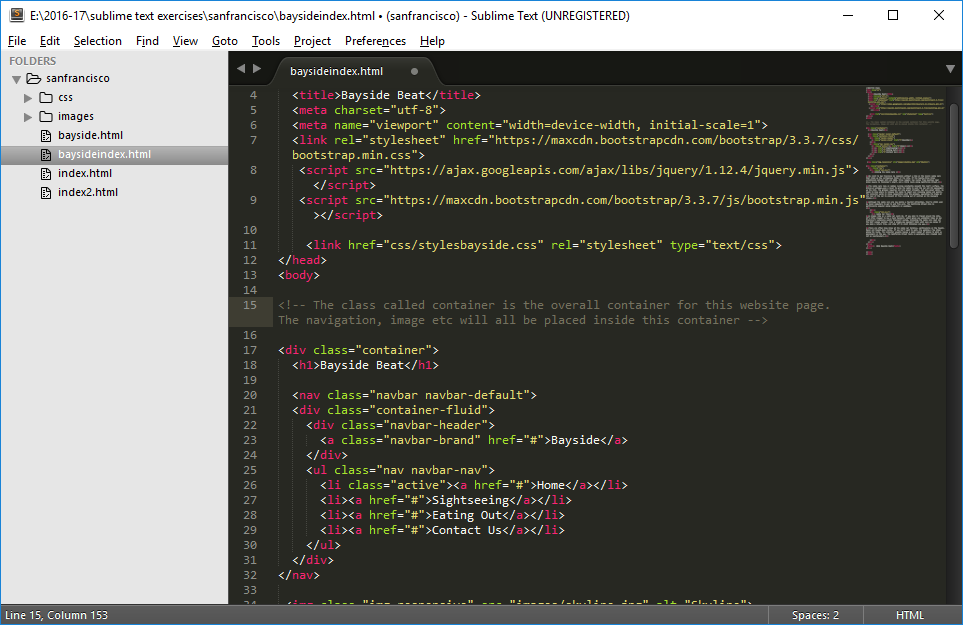 E:\2016-17\sublime text exercises\sanfrancisco\baysideindex.html • (sanfrancisco) - Sublime Text (UNREGISTERED)
File Edit Selection Find View Goto Tools Project Preferences Help
FOLDERS
sanfrancisco
css
images
bayside.html
baysideindex.html
index.html
index2.html
baysideindex.html
4 <title>Bayside Beat</title>
5 <meta charset="utf-8">
6 <meta name="viewport" content="width=device-width, initial-scale=1">
7 <link rel="stylesheet" href="https://maxcdn.bootstrapcdn.com/bootstrap/3.3.7/css/
bootstrap.min.css">
8 <script src="https://ajax.googleapis.com/ajax/libs/jquery/1.12.4/jquery.min.js">
</script>
9 <script src="https://maxcdn.bootstrapcdn.com/bootstrap/3.3.7/js/bootstrap.min.js"
></script>
10
11 <link href="css/stylesbayside.css" rel="stylesheet" type="text/css">
12 </head>
13 <body>
14
15 <!-- The class called container is the overall container for this website page.
The navigation, image etc will all be placed inside this container -->
16
17 <div class="container">
18 <h1>Bayside Beat</h1>
19
20 <nav class="navbar navbar-default">
21 <div class="container-fluid">
22 <div class="navbar-header">
23 <a class="navbar-brand" href="#">Bayside</a>
24 </div>
25 <ul class="nav navbar-nav">
26 <li class="active"><a href="#">Home</a></li>
27 <li><a href="#">Sightseeing</a></li>
28 <li><a href="#">Eating Out</a></li>
29 <li><a href="#">Contact Us</a></li>
30 </ul>
31 </div>
32 </nav>
33
34 <img class="img-responsive" src="images/skyline.jpg" alt="Skyline">
Line 15, Column 153
Spaces: 2
HTML